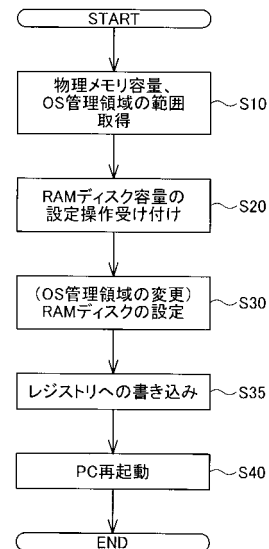 START
物理メモリ容量、
OS管理領域の範囲
取得
S10
RAMディスク容量の
設定操作受け付け
S20
(OS管理領域の変更)
RAMディスクの設定
S30
レジストリへの書き込み
S35
PC再起動
S40
END